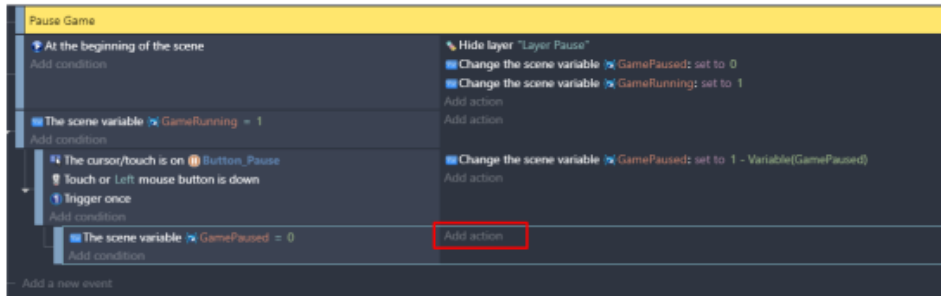 Pause Game
At the beginning of the scene
Add condition
Hide layer "Layer Pause"
Change the scene variable GamePaused: set to 0
Change the scene variable GameRunning: set to 1
Add action
The scene variable GameRunning = 1
Add condition
Add action
The cursor/touch is on Button_Pause
Touch or Left mouse button is down
Trigger once
Add condition
Change the scene variable GamePaused: set to 1 - Variable(GamePaused)
Add action
The scene variable GamePaused = 0
Add condition
Add action
Add a new event